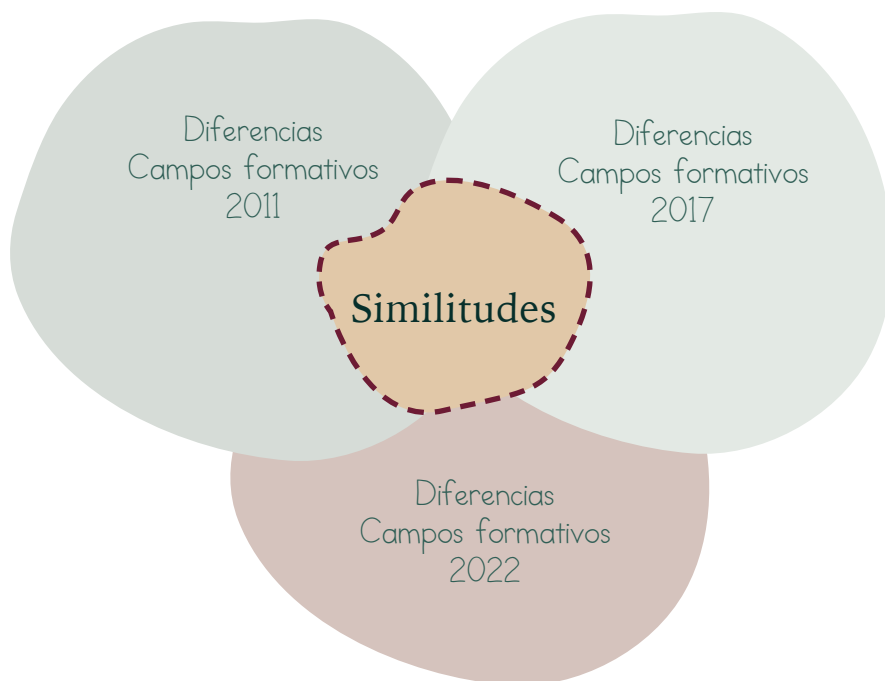 Diferencias
Campos formativos
2011
Diferencias
Campos formativos
2017
Similitudes
Diferencias
Campos formativos
2022